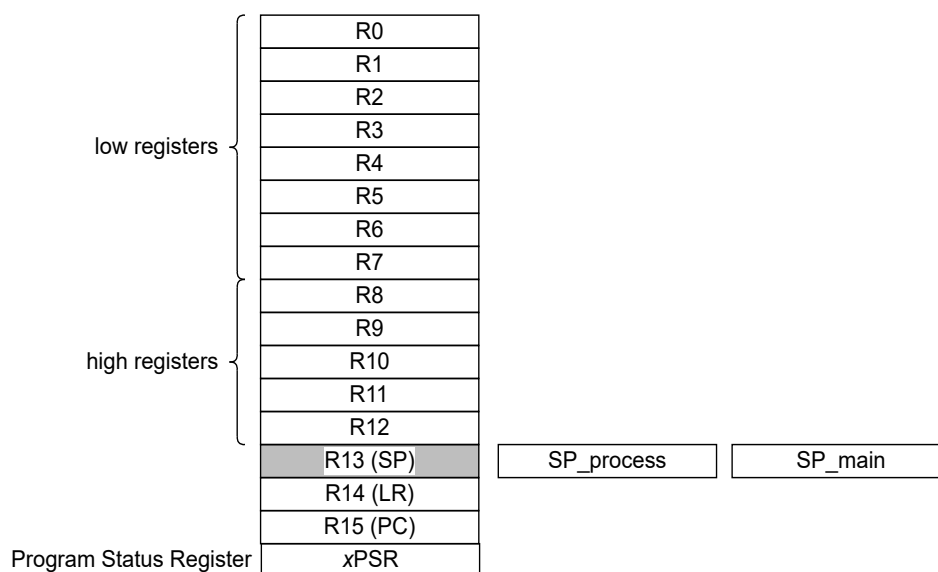 R0
R1
R2
R3
low registers
R4
R5
R6
R7
R8
R9
high registers R10
R11
R12
R13 (SP) SP_process SP_main
R14 (LR)
R15 (PC)
Program Status Register xPSR